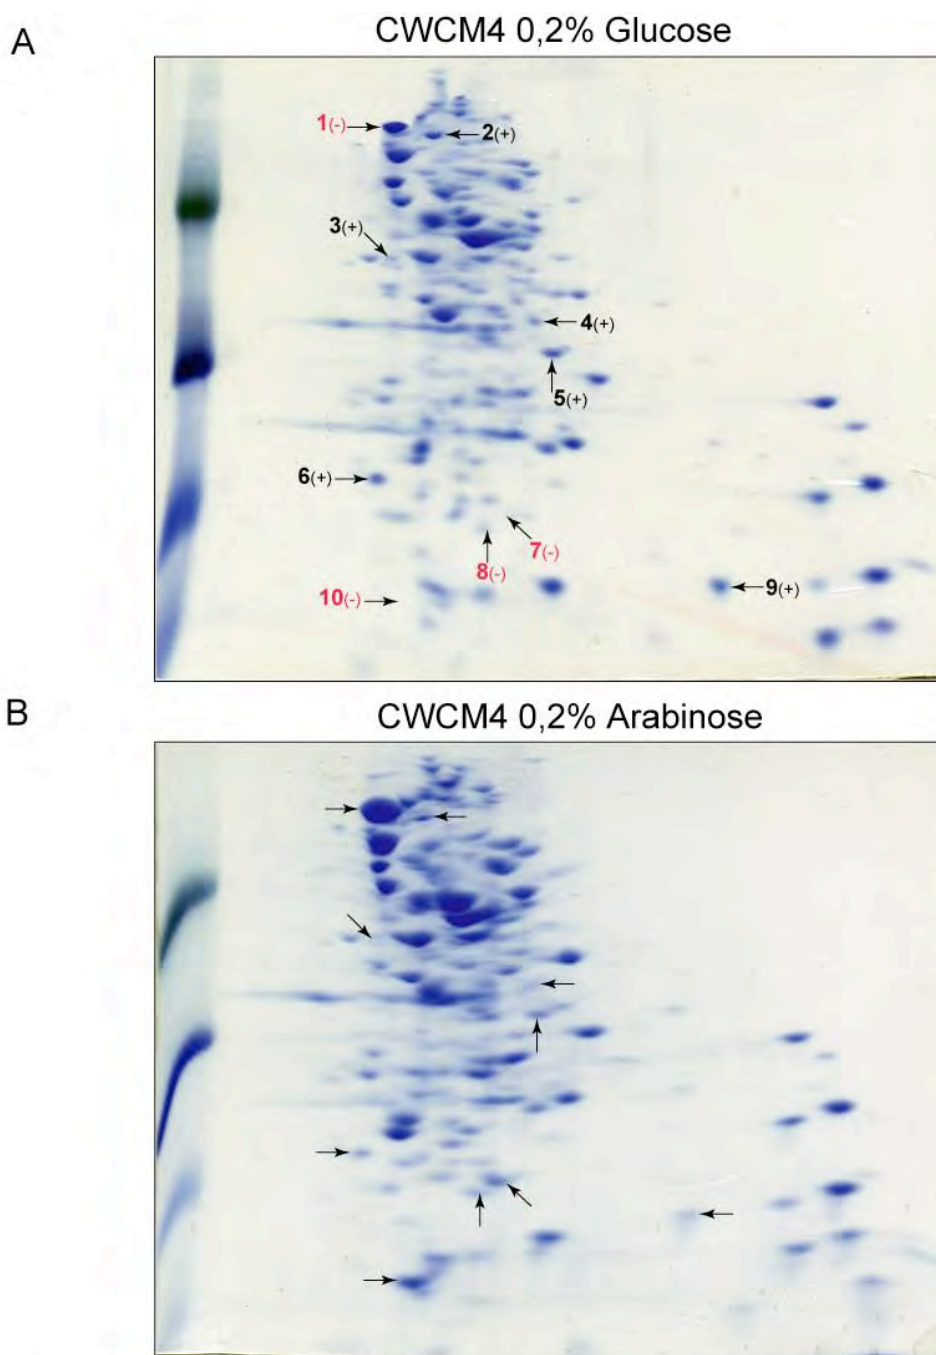 A
CWCM4 0,2% Glucose
1(-)
2(+)
3(+)
4(+)
5(+)
6(+)
7(-)
8(-)
9(+)
10(-)
B
CWCM4 0,2% Arabinose